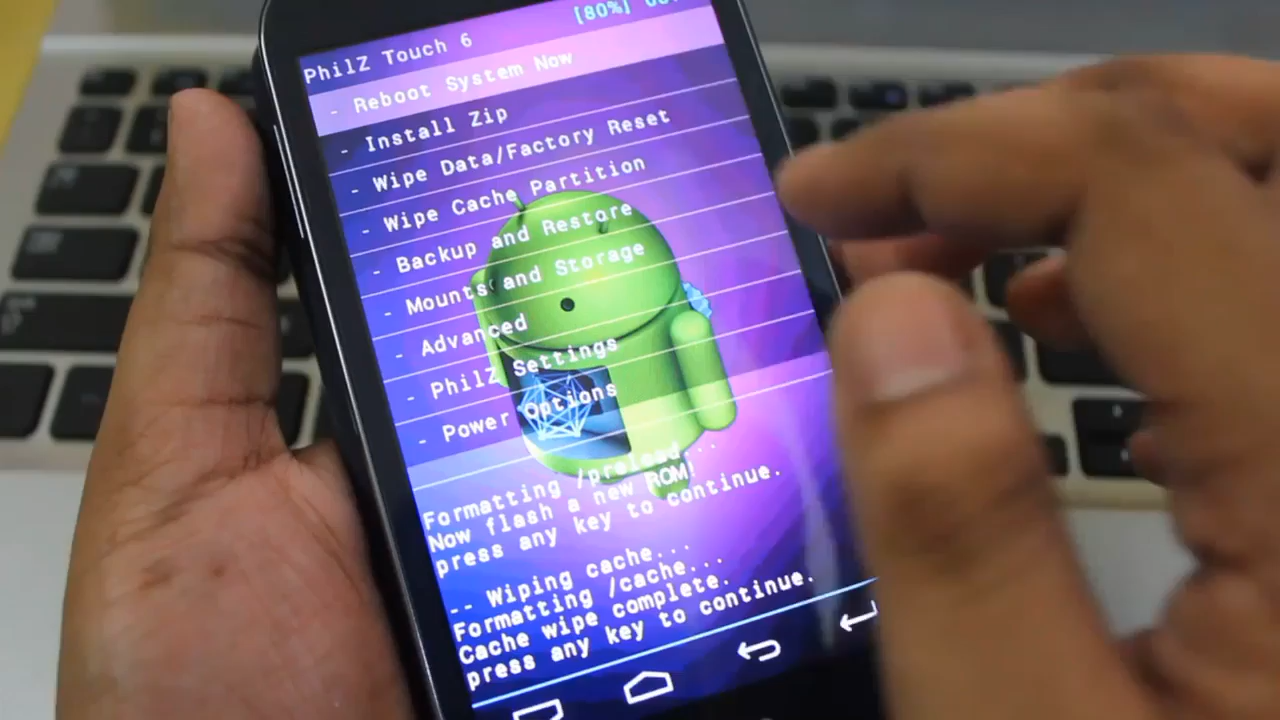 [80%]
PhilZ Touch 6
- Reboot System Now
- Install Zip
- Wipe Data/Factory Reset
- Wipe Cache Partition
- Backup and Restore
- Mounts and Storage
- Advanced
- PhilZ Settings
- Power Options
Formatting /preload...
Now flash a new ROM!
press any key to continue.
-- Wiping cache...
Formatting /cache...
Cache wipe complete.
press any key to continue.